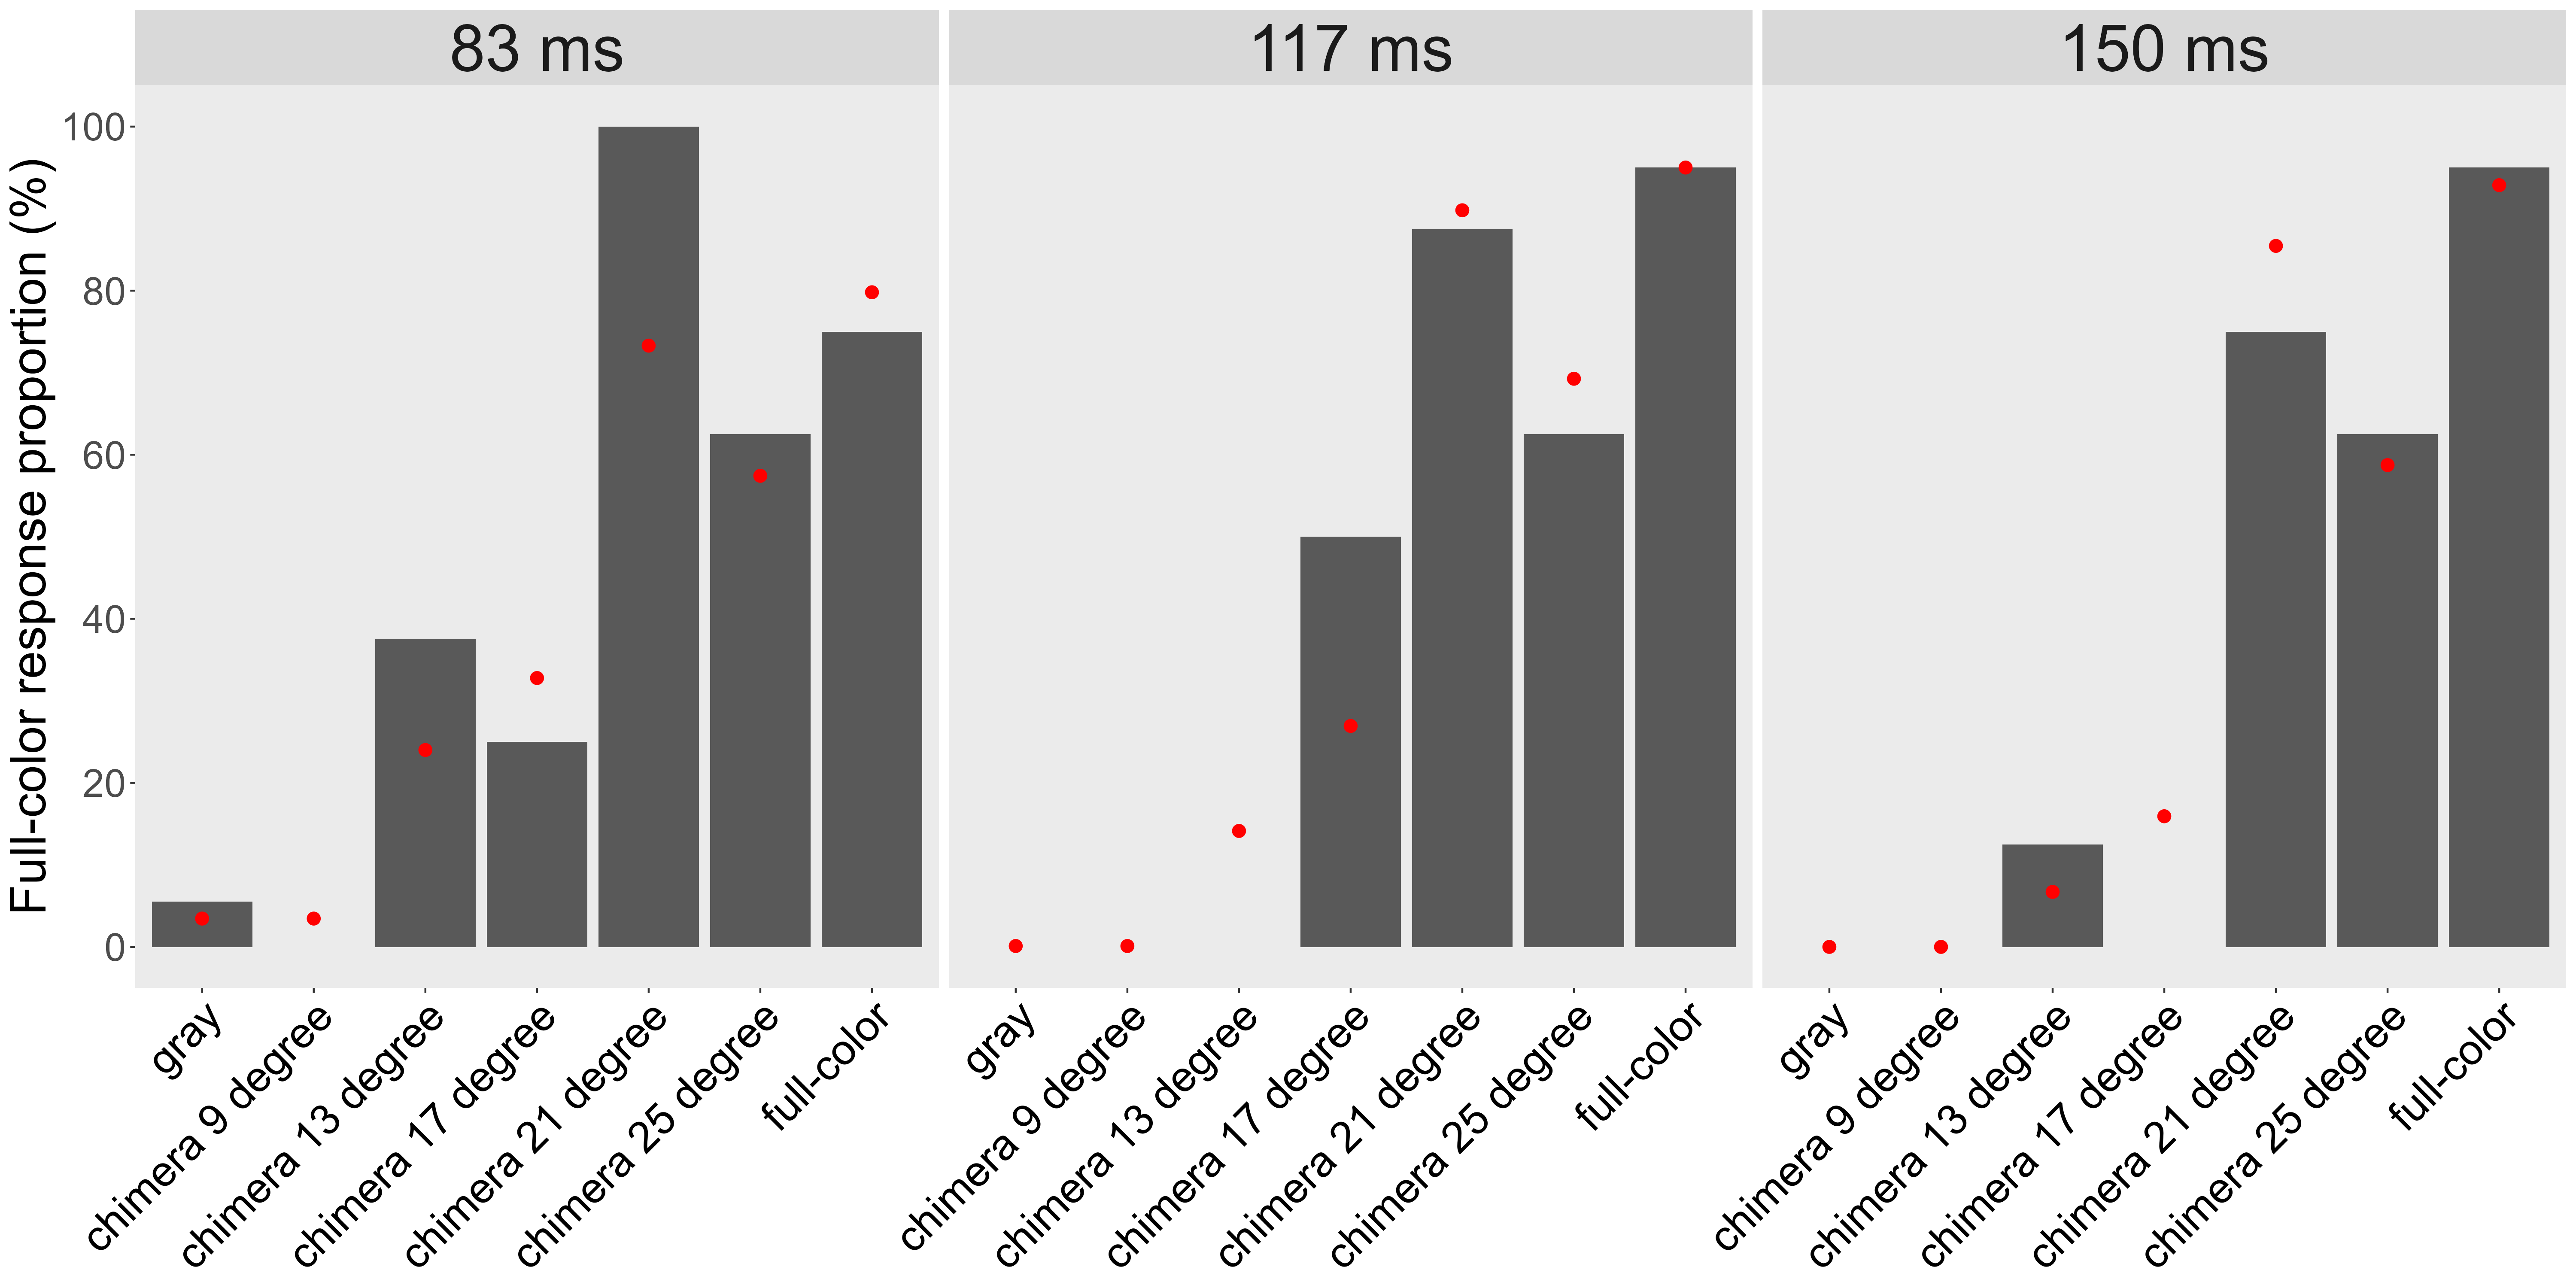 83 ms
117 ms
150 ms
Full-color response proportion (%)
100
80
60
40
20
0
gray
chimera 9 degree
chimera 13 degree
chimera 17 degree
chimera 21 degree
chimera 25 degree
full-color
gray
chimera 9 degree
chimera 13 degree
chimera 17 degree
chimera 21 degree
chimera 25 degree
full-color
gray
chimera 9 degree
chimera 13 degree
chimera 17 degree
chimera 21 degree
chimera 25 degree
full-color